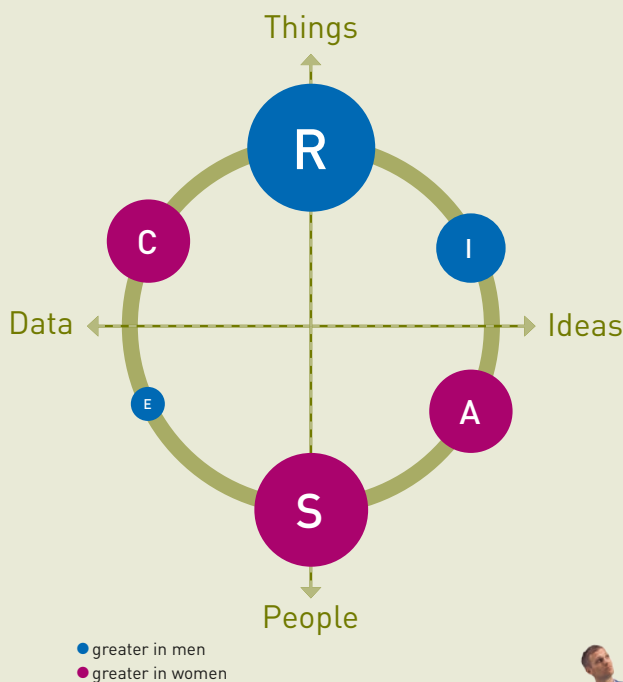 Things
R
C
I
Data
Ideas
E
A
S
People
greater in men
greater in women